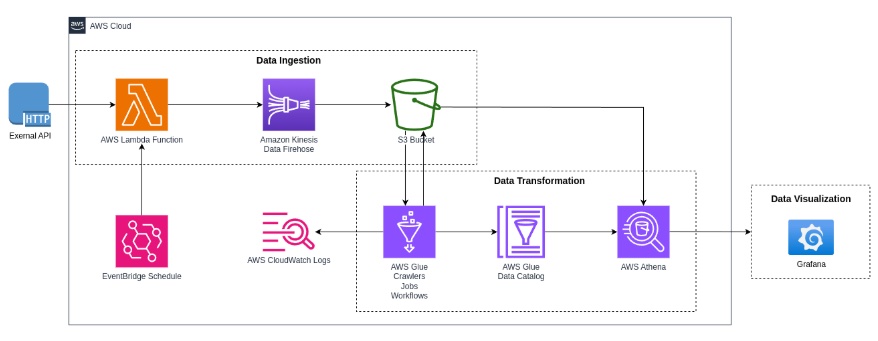 aws
AWS Cloud
Data Ingestion
HTTP
Exernal API
AWS Lambda Function
Amazon Kinesis
Data Firehose
S3 Bucket
Data Transformation
EventBridge Schedule
AWS CloudWatch Logs
AWS Glue
Crawlers
Jobs
Workflows
AWS Glue
Data Catalog
AWS Athena
Data Visualization
Grafana